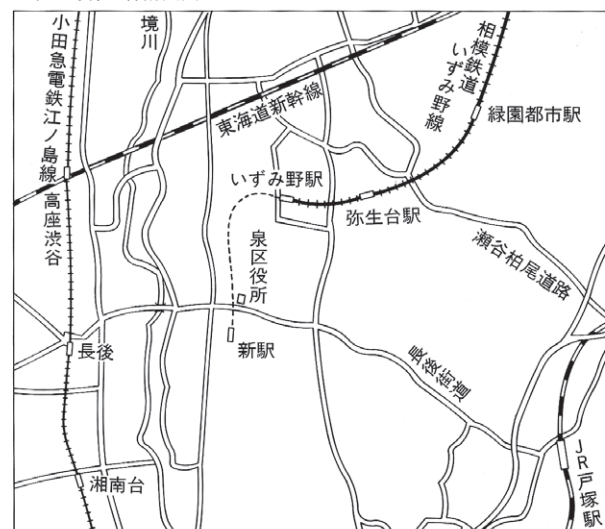 小田急電鉄江ノ島線
高座渋谷
境川
東海道新幹線
相模鉄道
いずみ野線
緑園都市駅
いずみ野駅
弥生台駅
泉区役所
瀬谷柏尾道路
新駅
長後
長後街道
湘南台
JR戸塚駅